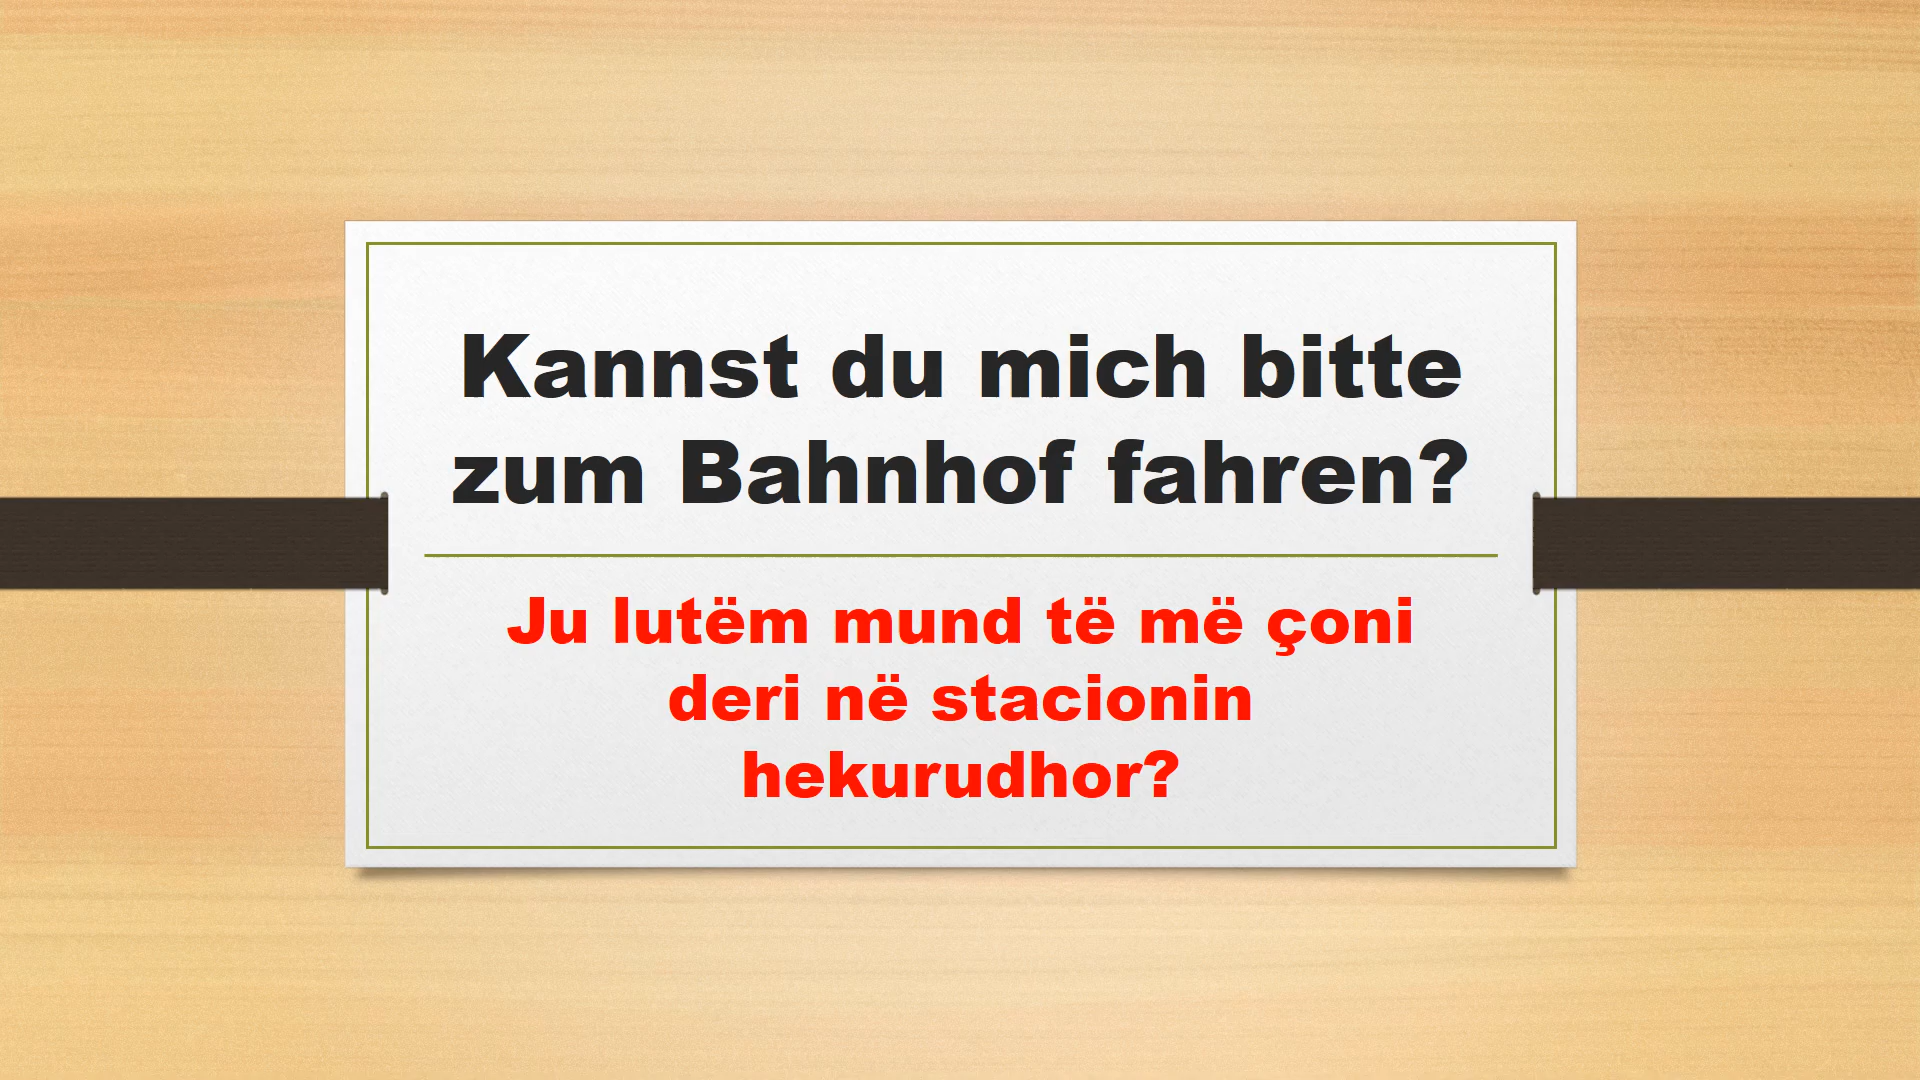 Kannst du mich bitte
zum Bahnhof fahren?
Ju lutëm mund të më çoni
deri në stacionin
hekurudhor?